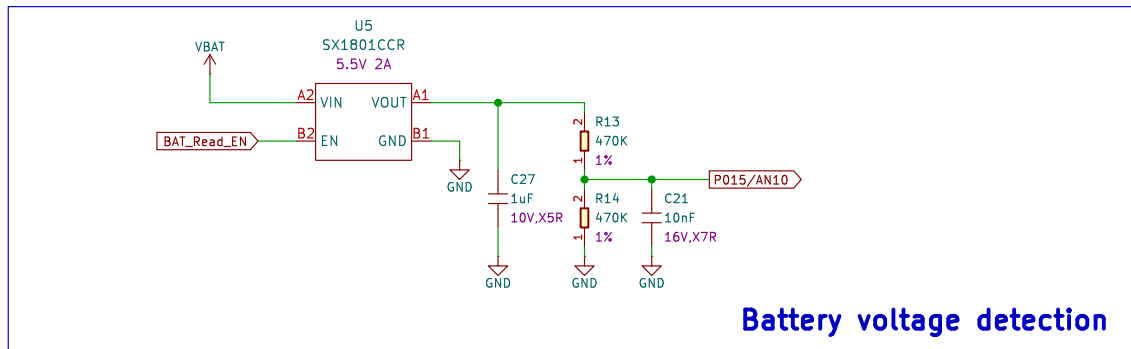 U5
SX1801CCR
5.5V 2A
VBAT
A2 VIN VOUT A1
B2 EN GND B1
BAT_Read_EN
GND
2 R13
470K
1 1%
P015/AN10
C27
1uF
10V,X5R
2 R14
470K
1 1%
C21
10nF
16V,X7R
GND GND GND
Battery voltage detection